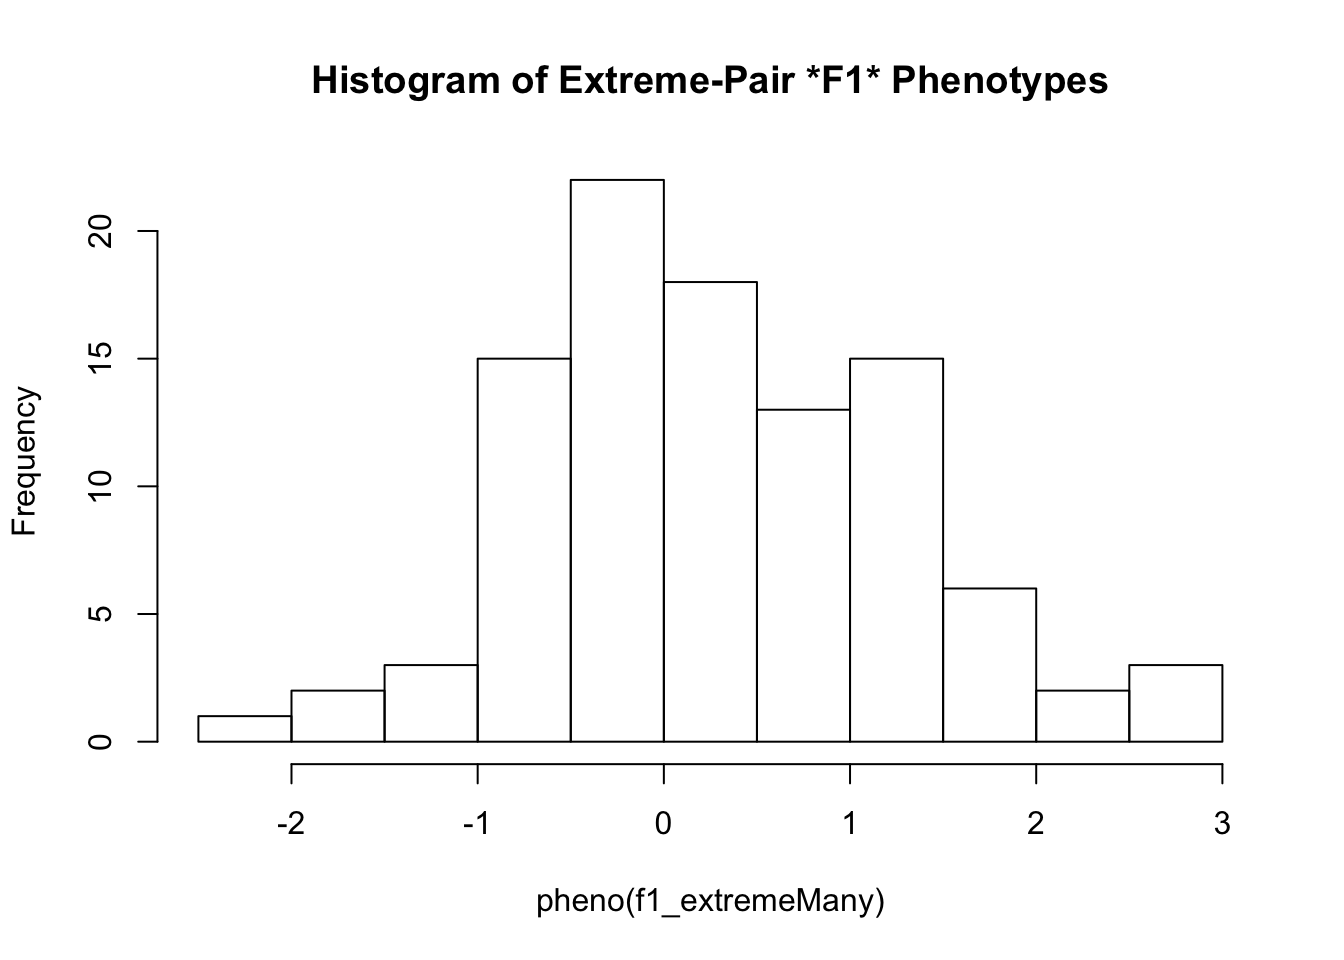 Histogram of Extreme-Pair *F1* Phenotypes
Frequency
20
15
10
5
0
-2 -1 0 1 2 3
pheno(f1_extremeMany)